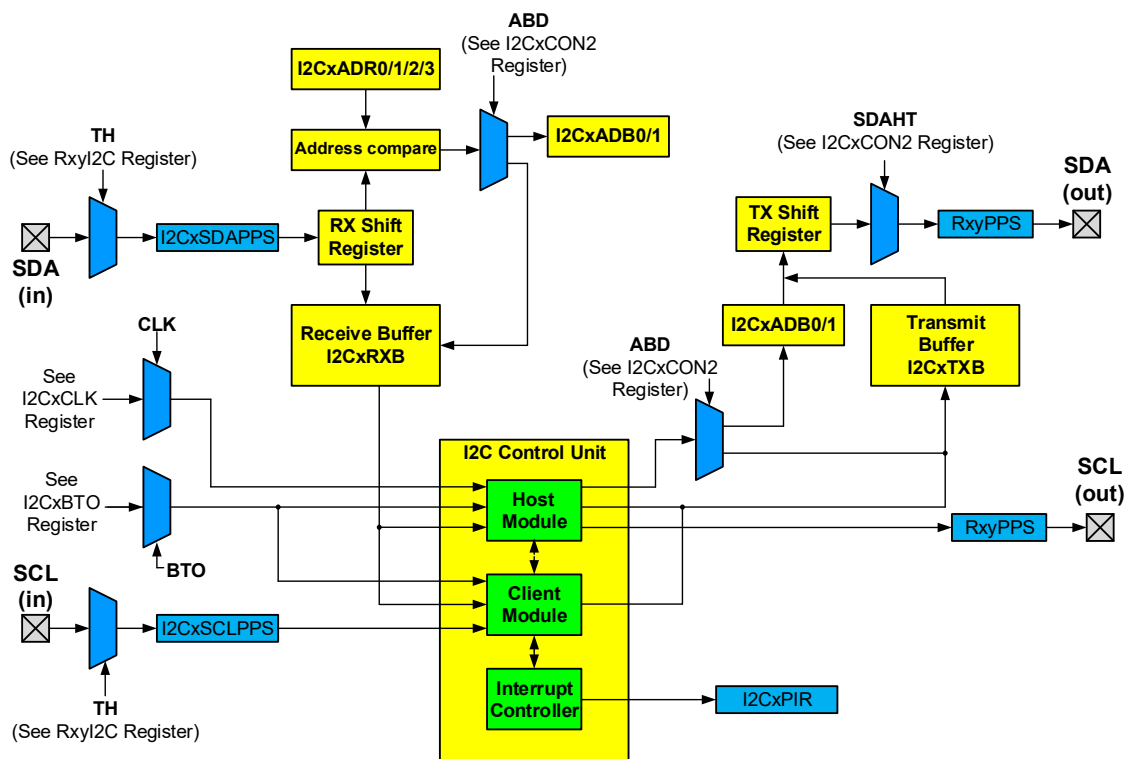 ABD
(See I2CxCON2
Register)
I2CxADR0/1/2/3
TH
(See RxyI2C Register)
Address compare
I2CxADB0/1
SDAHT
(See I2CxCON2 Register)
SDA
(out)
I2CxSDAPPS
RX Shift
Register
TX Shift
Register
RxyPPS
SDA
(in)
CLK
Receive Buffer
I2CxRXB
I2CxADB0/1
Transmit
Buffer
I2CxTXB
ABD
(See I2CxCON2
Register)
See
I2CxCLK
Register
I2C Control Unit
See
I2CxBTO
Register
Host
Module
SCL
(out)
RxyPPS
BTO
SCL
(in)
Client
Module
I2CxSCLPPS
Interrupt
Controller
I2CxPIR
TH
(See RxyI2C Register)